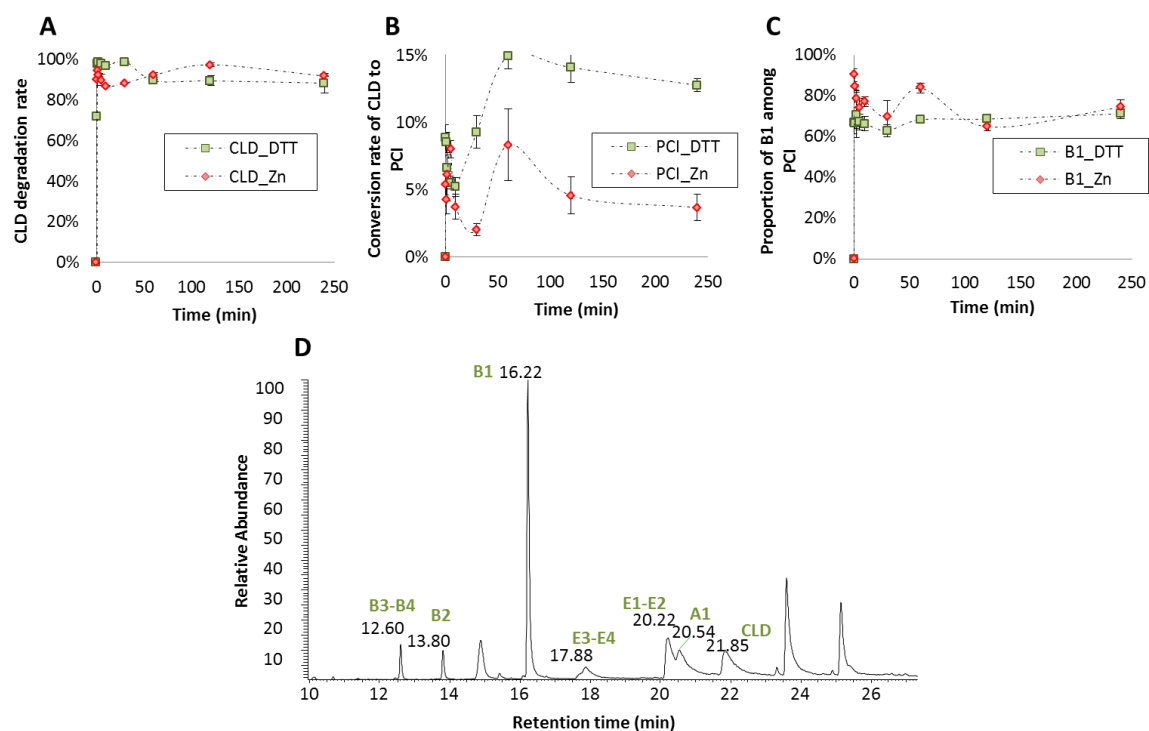 A
CLD degradation rate
100%
80%
60%
40%
20%
0%
CLD_DTT
CLD_Zn
0 50 100 150 200 250
Time (min)
B
Conversion rate of CLD to
PCI
15%
10%
5%
0%
PCI_DTT
PCI_Zn
0 50 100 150 200 250
Time (min)
C
Proportion of B1 among
PCI
100%
80%
60%
40%
20%
0%
B1_DTT
B1_Zn
0 50 100 150 200 250
Time (min)
D
Relative Abundance
100
90
80
70
60
50
40
30
20
10
B3-B4
12.60
B2
13.80
B1 16.22
E3-E4
17.88
E1-E2
20.22
A1
20.54
CLD
21.85
10 12 14 16 18 20 22 24 26
Retention time (min)